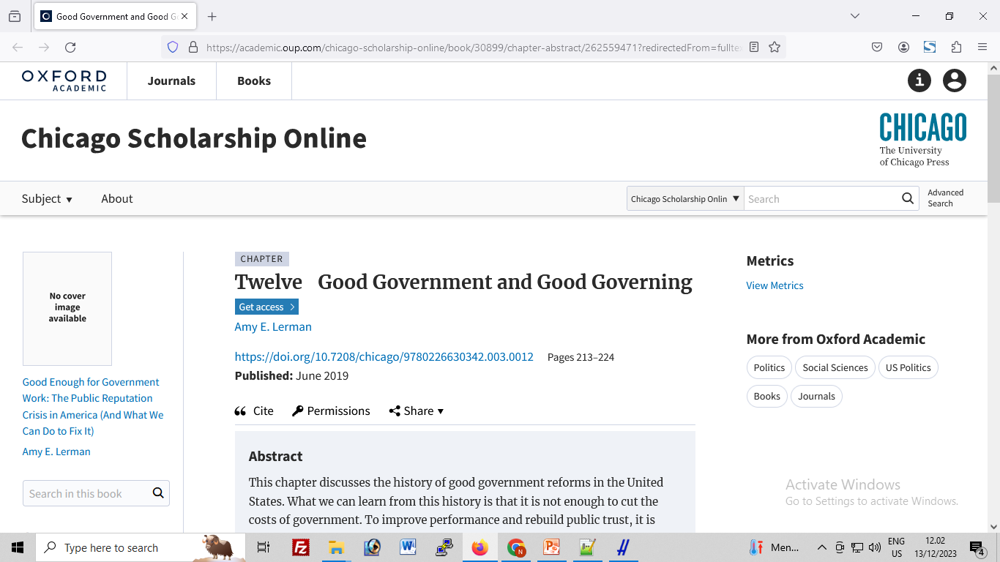 Good Government and Good G
https://academic.oup.com/chicago-scholarship-online/book/30899/chapter-abstract/262559471?redirectedFrom=fullte
OXFORD
ACADEMIC
Journals
Books
Chicago Scholarship Online
CHICAGO
The University
of Chicago Press
Subject
About
Chicago Scholarship Onlin
Search
Advanced
Search
No cover
image
available
Good Enough for Government
Work: The Public Reputation
Crisis in America (And What We
Can Do to Fix It)
Amy E. Lerman
Search in this book
CHAPTER
Twelve Good Government and Good Governing
Get access
Amy E. Lerman
https://doi.org/10.7208/chicago/9780226630342.003.0012 Pages 213–224
Published: June 2019
Cite Permissions Share
Abstract
This chapter discusses the history of good government reforms in the United
States. What we can learn from this history is that it is not enough to cut the
costs of government. To improve performance and rebuild public trust, it is
Metrics
View Metrics
More from Oxford Academic
Politics Social Sciences US Politics
Books Journals
Activate Windows
Go to Settings to activate Windows.
Type here to search
Men...
ENG
US
12.02
13/12/2023
4